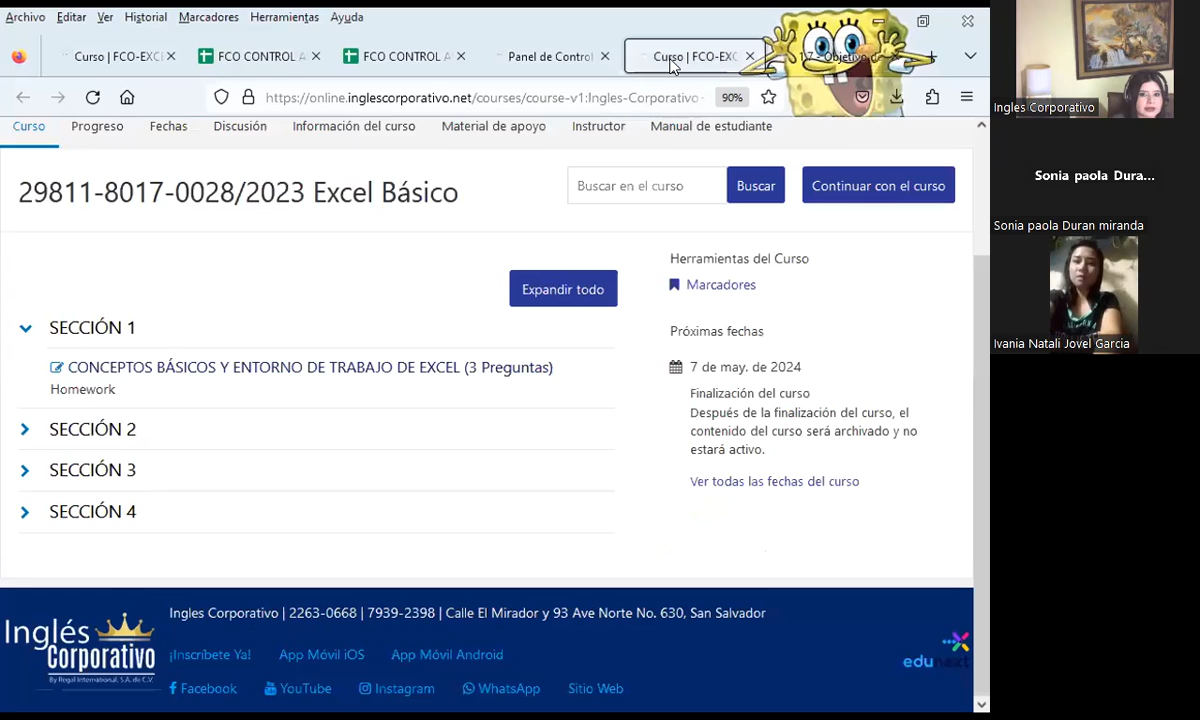 Archivo Editar Ver Historial Marcadores Herramientas Ayuda
Curso | FCO-EXC
FCO CONTROL A
FCO CONTROL A
Panel de Control
Curso | FCO-EXC
17 - Objetivo de
https://online.inglescorporativo.net/courses/course-v1:Ingles-Corporativo
90%
Curso Progreso Fechas Discusión Información del curso Material de apoyo Instructor Manual de estudiante
29811-8017-0028/2023 Excel Básico
Buscar en el curso
Buscar
Continuar con el curso
Expandir todo
SECCIÓN 1
CONCEPTOS BÁSICOS Y ENTORNO DE TRABAJO DE EXCEL (3 Preguntas)
Homework
SECCIÓN 2
SECCIÓN 3
SECCIÓN 4
Herramientas del Curso
Marcadores
Próximas fechas
7 de may. de 2024
Finalización del curso
Después de la finalización del curso, el
contenido del curso será archivado y no
estará activo.
Ver todas las fechas del curso
Inglés
Corporativo
By Regal International, S.A. de C.V.
Ingles Corporativo | 2263-0668 | 7939-2398 | Calle El Mirador y 93 Ave Norte No. 630, San Salvador
¡Inscríbete Ya! App Móvil iOS App Móvil Android
Facebook YouTube Instagram WhatsApp Sitio Web
edunext
Ingles Corporativo
Sonia paola Dura...
Sonia paola Duran miranda
Ivania Natali Jovel Garcia